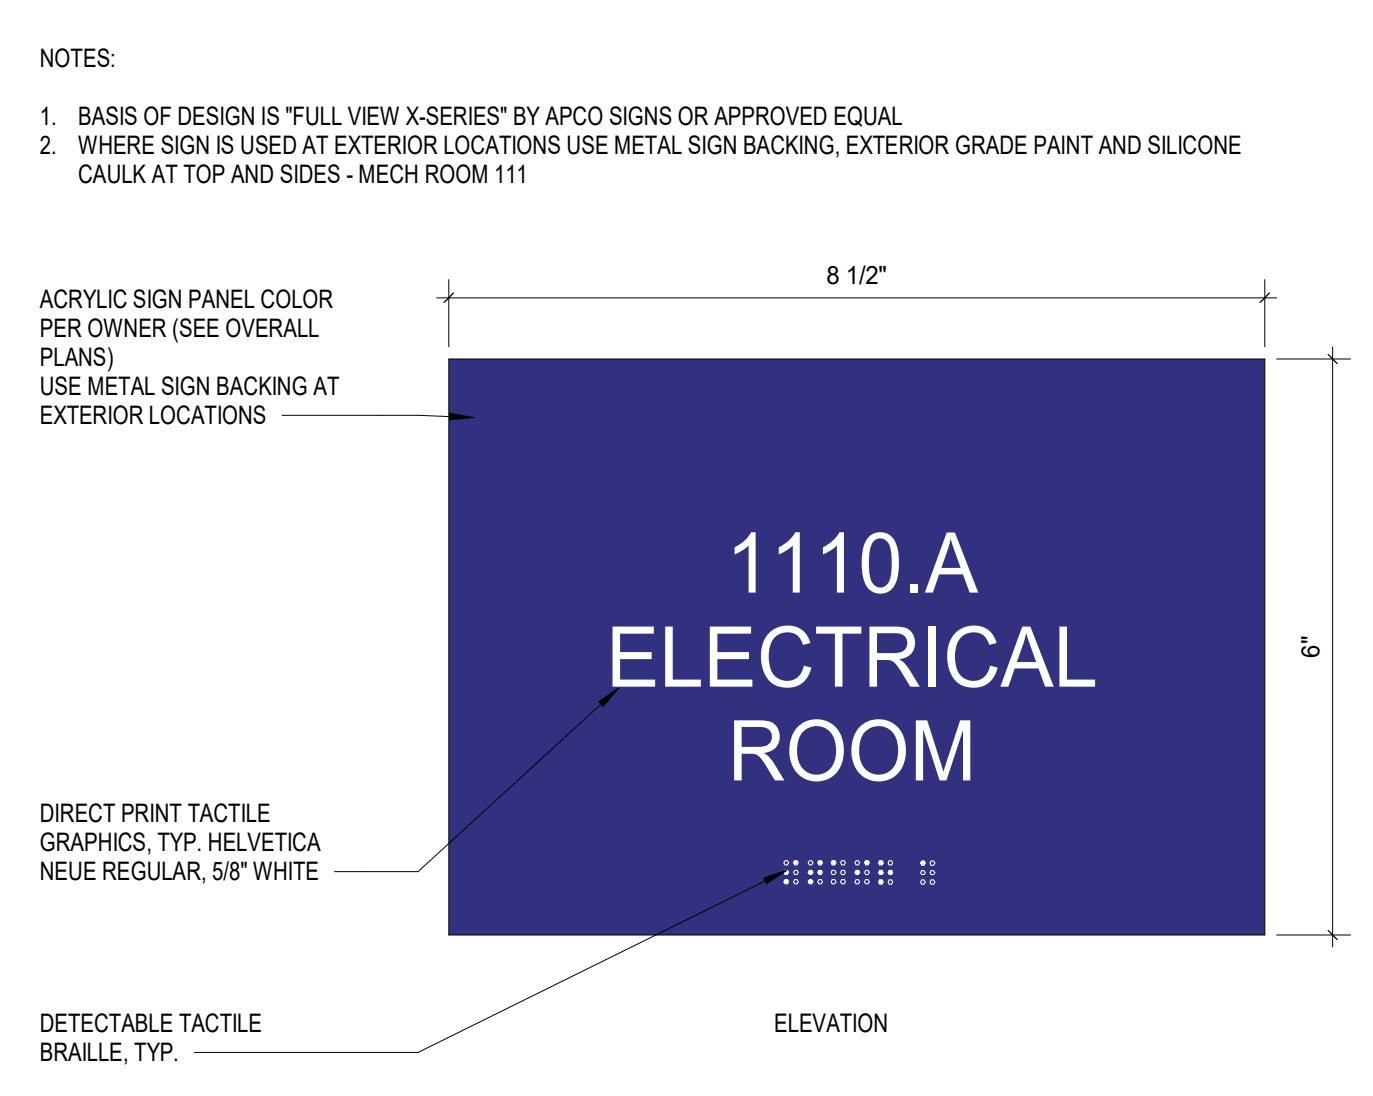 NOTES:
1. BASIS OF DESIGN IS "FULL VIEW X-SERIES" BY APCO SIGNS OR APPROVED EQUAL
2. WHERE SIGN IS USED AT EXTERIOR LOCATIONS USE METAL SIGN BACKING, EXTERIOR GRADE PAINT AND SILICONE
CAULK AT TOP AND SIDES - MECH ROOM 111
8 1/2"
ACRYLIC SIGN PANEL COLOR
PER OWNER (SEE OVERALL
PLANS)
USE METAL SIGN BACKING AT
EXTERIOR LOCATIONS
1110.A
ELECTRICAL
ROOM
6"
DIRECT PRINT TACTILE
GRAPHICS, TYP. HELVETICA
NEUE REGULAR, 5/8" WHITE
DETECTABLE TACTILE
BRAILLE, TYP.
ELEVATION